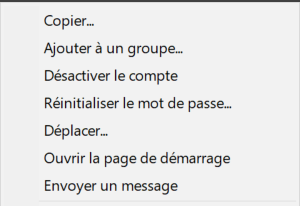 Copier...
Ajouter à un groupe...
Désactiver le compte
Réinitialiser le mot de passe...
Déplacer...
Ouvrir la page de démarrage
Envoyer un message